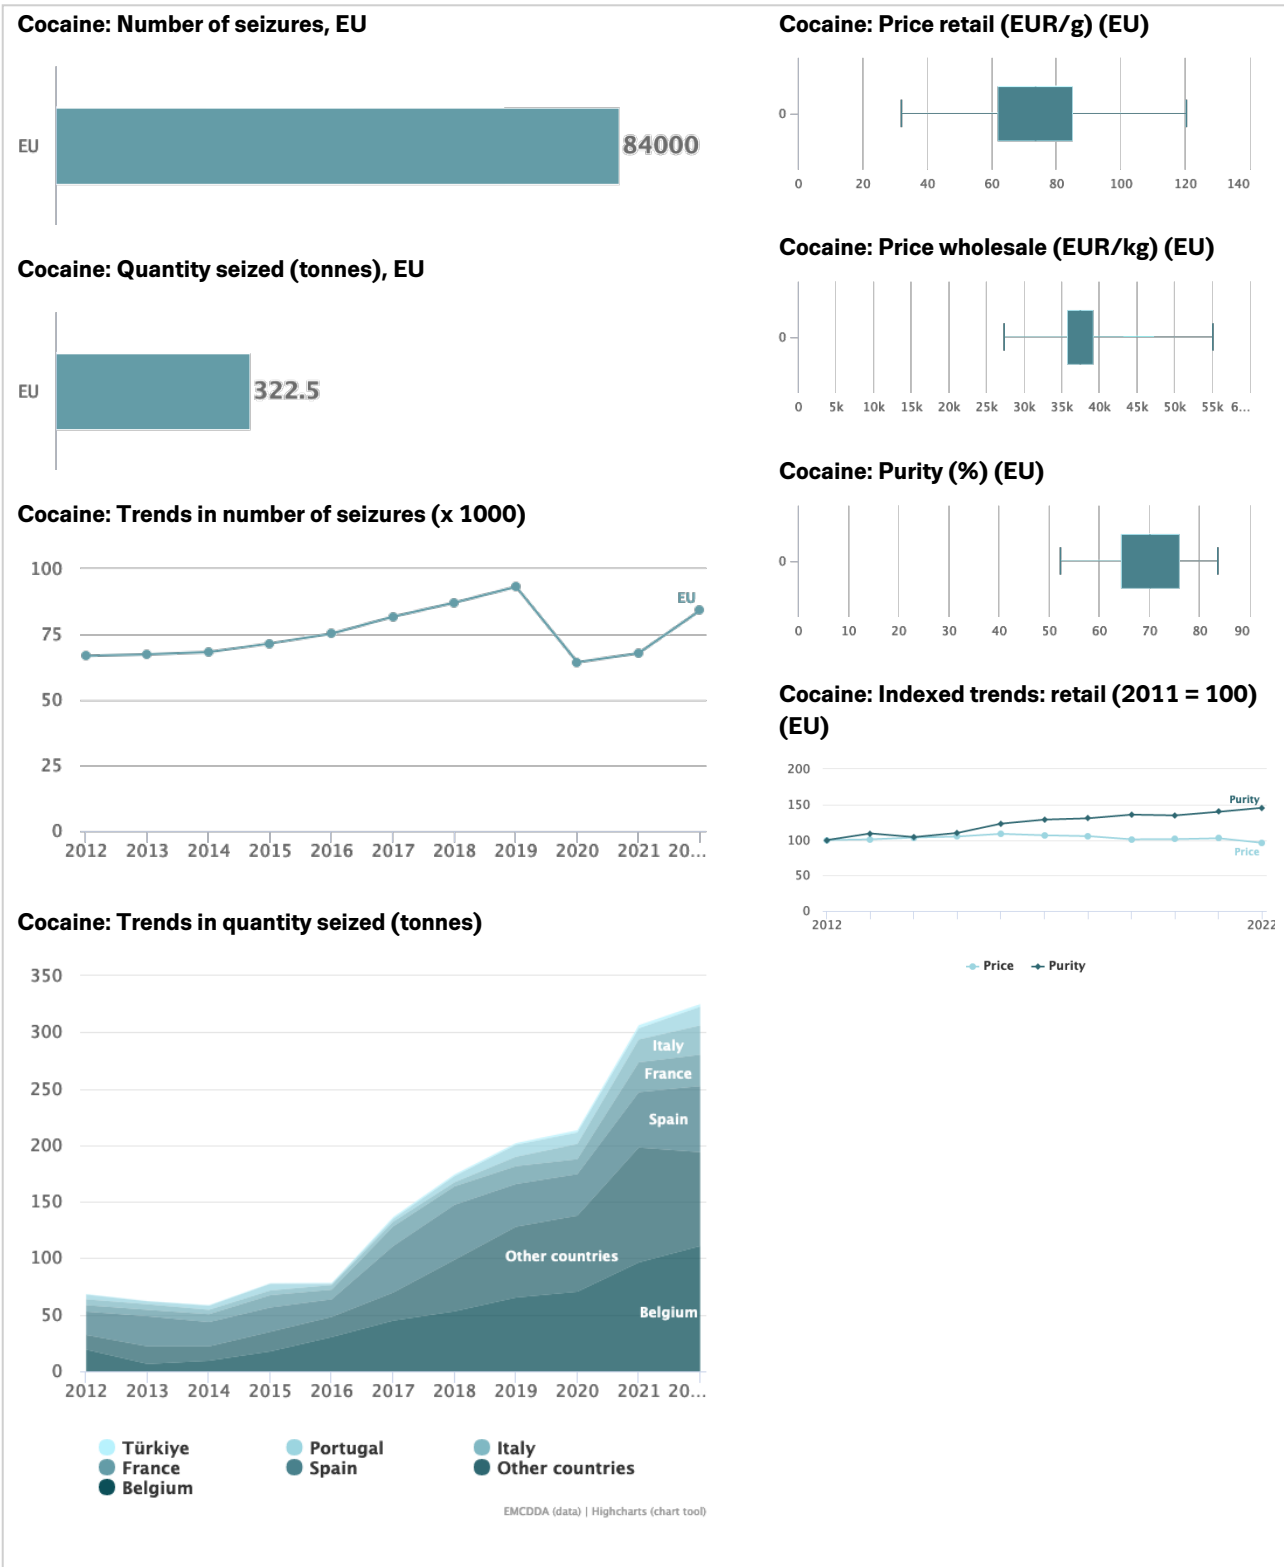 Cocaine: Number of seizures, EU
EU
84000
Cocaine: Quantity seized (tonnes), EU
EU
322.5
Cocaine: Trends in number of seizures (x 1000)
100
75
50
25
0
EU
2012 2013 2014 2015 2016 2017 2018 2019 2020 2021 20...
Cocaine: Trends in quantity seized (tonnes)
350
300
250
200
150
100
50
0
Italy
France
Spain
Other countries
Belgium
2012 2013 2014 2015 2016 2017 2018 2019 2020 2021 20...
Türkiye Portugal Italy
France Spain Other countries
Belgium
EMCDDA (data) | Highcharts (chart tool)
Cocaine: Price retail (EUR/g) (EU)
0
0 20 40 60 80 100 120 140
Cocaine: Price wholesale (EUR/kg) (EU)
0
0 5k 10k 15k 20k 25k 30k 35k 40k 45k 50k 55k 6...
Cocaine: Purity (%) (EU)
0
0 10 20 30 40 50 60 70 80 90
Cocaine: Indexed trends: retail (2011 = 100)
(EU)
200
150
100
50
0
Purity
Price
2012 2022
Price Purity